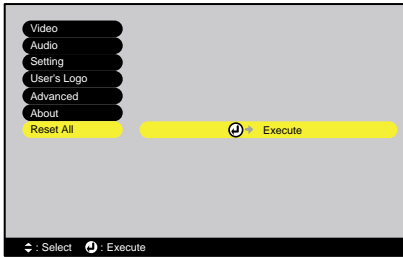 Video
Audio
Setting
User's Logo
Advanced
About
Reset All
Execute
: Select : Execute